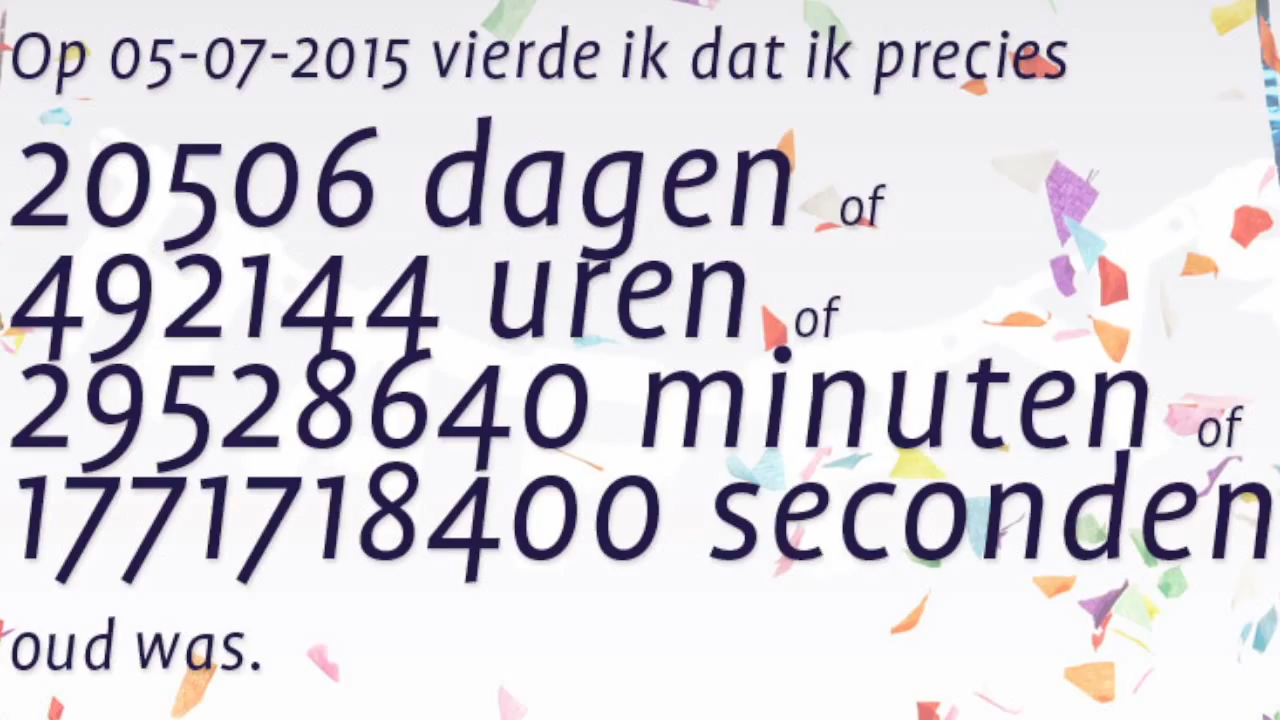 Op 05-07-2015 vierde ik dat ik precies
20506 dagen of
492144 uren of
29528640 minuten of
1771718400 seconden
oud was.